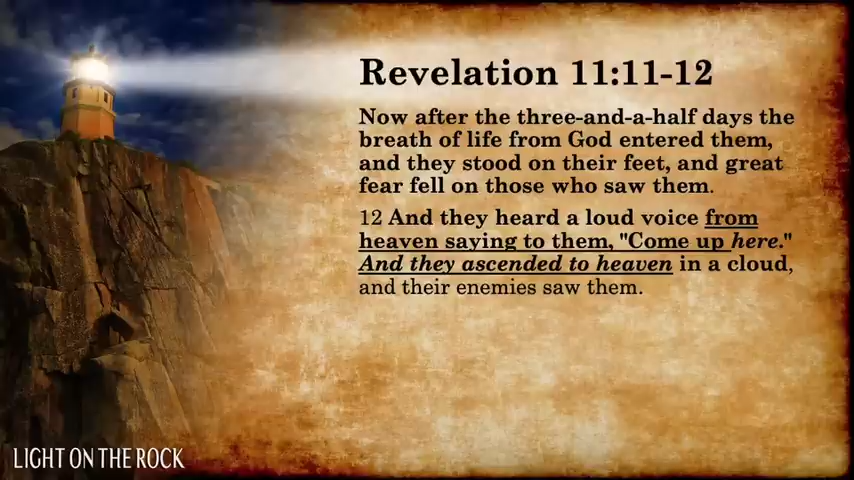 Revelation 11:11-12
Now after the three-and-a-half days the
breath of life from God entered them,
and they stood on their feet, and great
fear fell on those who saw them.
12 And they heard a loud voice from
heaven saying to them, "Come up here."
And they ascended to heaven in a cloud,
and their enemies saw them.
LIGHT ON THE ROCK